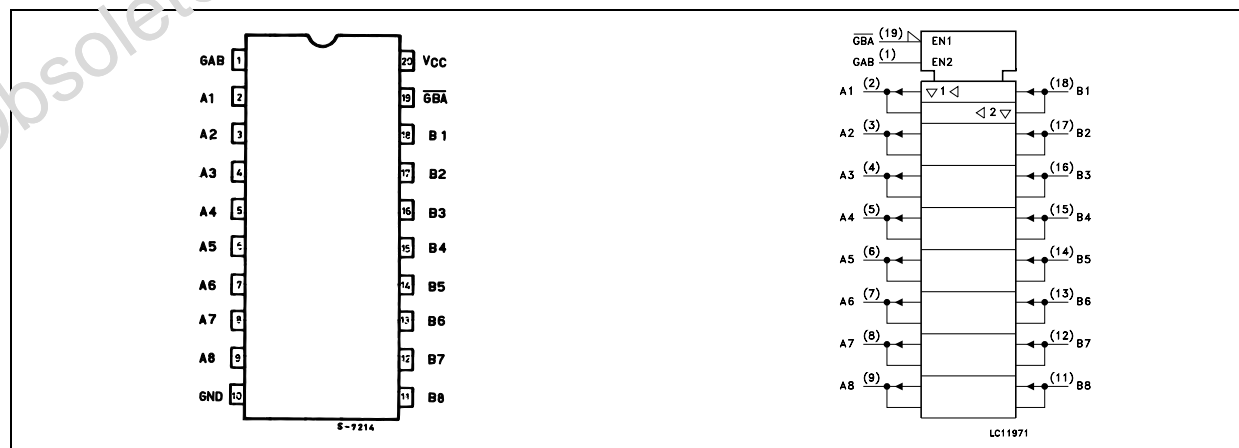 obsolete
GAB 1 20 VCC
A1 2 19 GBA
A2 3 18 B1
A3 4 17 B2
A4 5 16 B3
A5 6 15 B4
A6 7 14 B5
A7 8 13 B6
A8 9 12 B7
GND 10 11 B8
S-7214
GBA (19) EN1
GAB (1) EN2
A1 (2) 1 (18) B1
2
A2 (3) (17) B2
A3 (4) (16) B3
A4 (5) (15) B4
A5 (6) (14) B5
A6 (7) (13) B6
A7 (8) (12) B7
A8 (9) (11) B8
LC11971